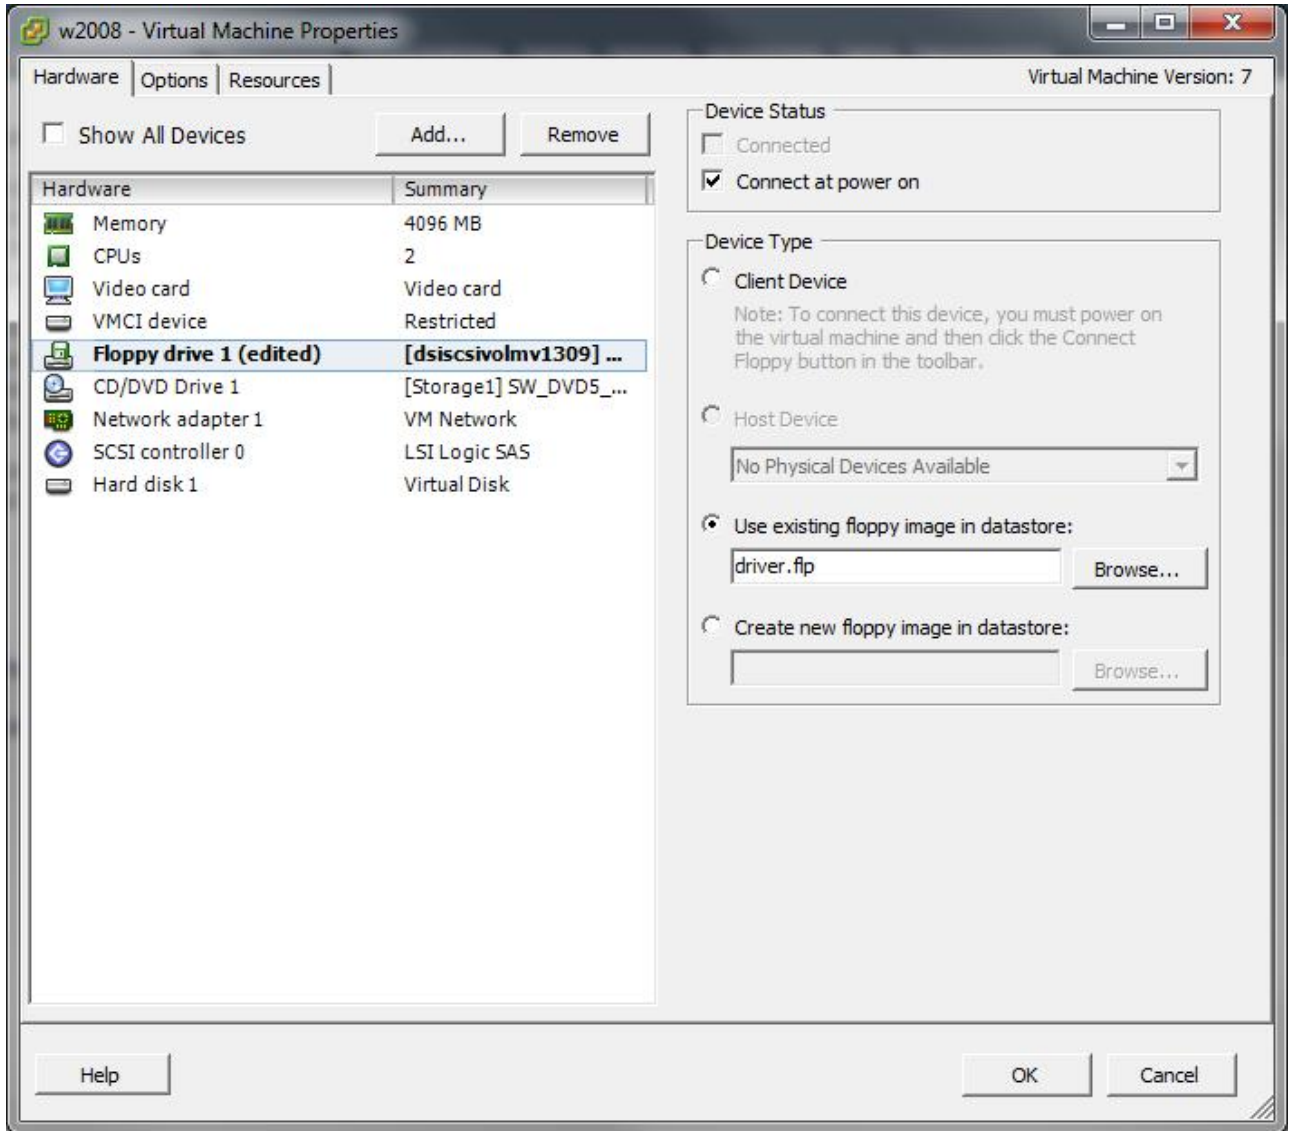 w2008 - Virtual Machine Properties
Hardware Options Resources Virtual Machine Version: 7
Show All Devices Add... Remove
Hardware Summary
Memory 4096 MB
CPUs 2
Video card Video card
VMCI device Restricted
Floppy drive 1 (edited) [dsiscsivolmv1309] ...
CD/DVD Drive 1 [Storage1] SW_DVD5_...
Network adapter 1 VM Network
SCSI controller 0 LSI Logic SAS
Hard disk 1 Virtual Disk
Device Status
Connected
Connect at power on
Device Type
Client Device
Note: To connect this device, you must power on
the virtual machine and then click the Connect
Floppy button in the toolbar.
Host Device
No Physical Devices Available
Use existing floppy image in datastore:
driver.flp Browse...
Create new floppy image in datastore:
Browse...
Help OK Cancel